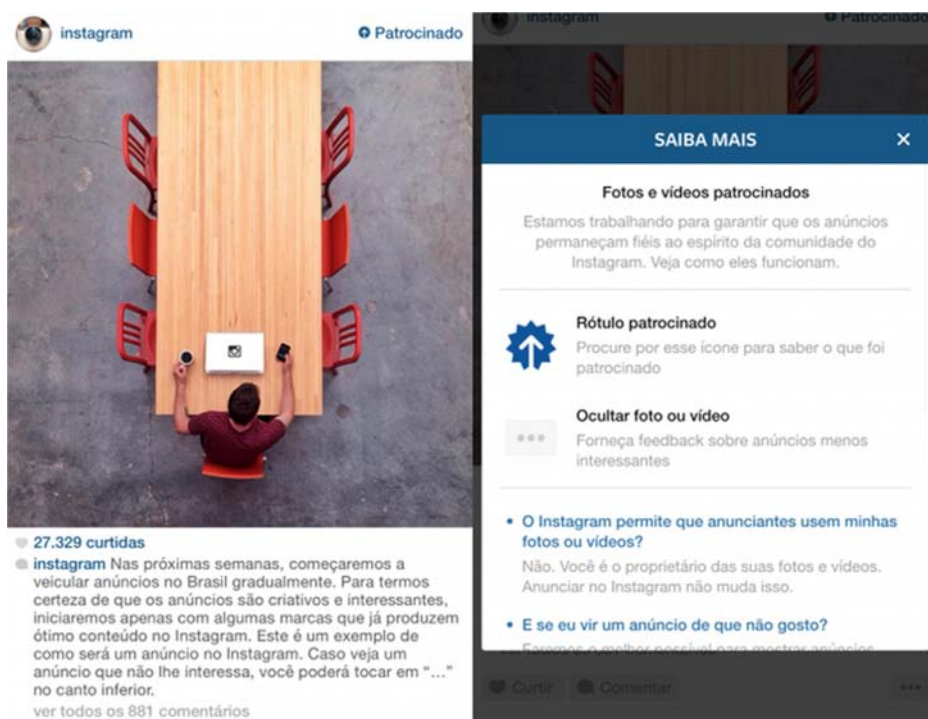 instagram
Patrocinado
27.329 curtidas
instagram Nas próximas semanas, começaremos a
veicular anúncios no Brasil gradualmente. Para termos
certeza de que os anúncios são criativos e interessantes,
iniciaremos apenas com algumas marcas que já produzem
ótimo conteúdo no Instagram. Este é um exemplo de
como será um anúncio no Instagram. Caso veja um
anúncio que não lhe interessa, você poderá tocar em “...”
no canto inferior.
ver todos os 881 comentários
instagram
Patrocinado
SAIBA MAIS ×
Fotos e vídeos patrocinados
Estamos trabalhando para garantir que os anúncios
permaneçam fiéis ao espírito da comunidade do
Instagram. Veja como eles funcionam.
Rótulo patrocinado
Procure por esse ícone para saber o que foi
patrocinado
Ocultar foto ou vídeo
Forneça feedback sobre anúncios menos
interessantes
• O Instagram permite que anunciantes usem minhas
fotos ou vídeos?
Não. Você é o proprietário das suas fotos e vídeos.
Anunciar no Instagram não muda isso.
• E se eu vir um anúncio de que não gosto?
Faremos o melhor possível para mostrar anúncios
Curtir
Comentar